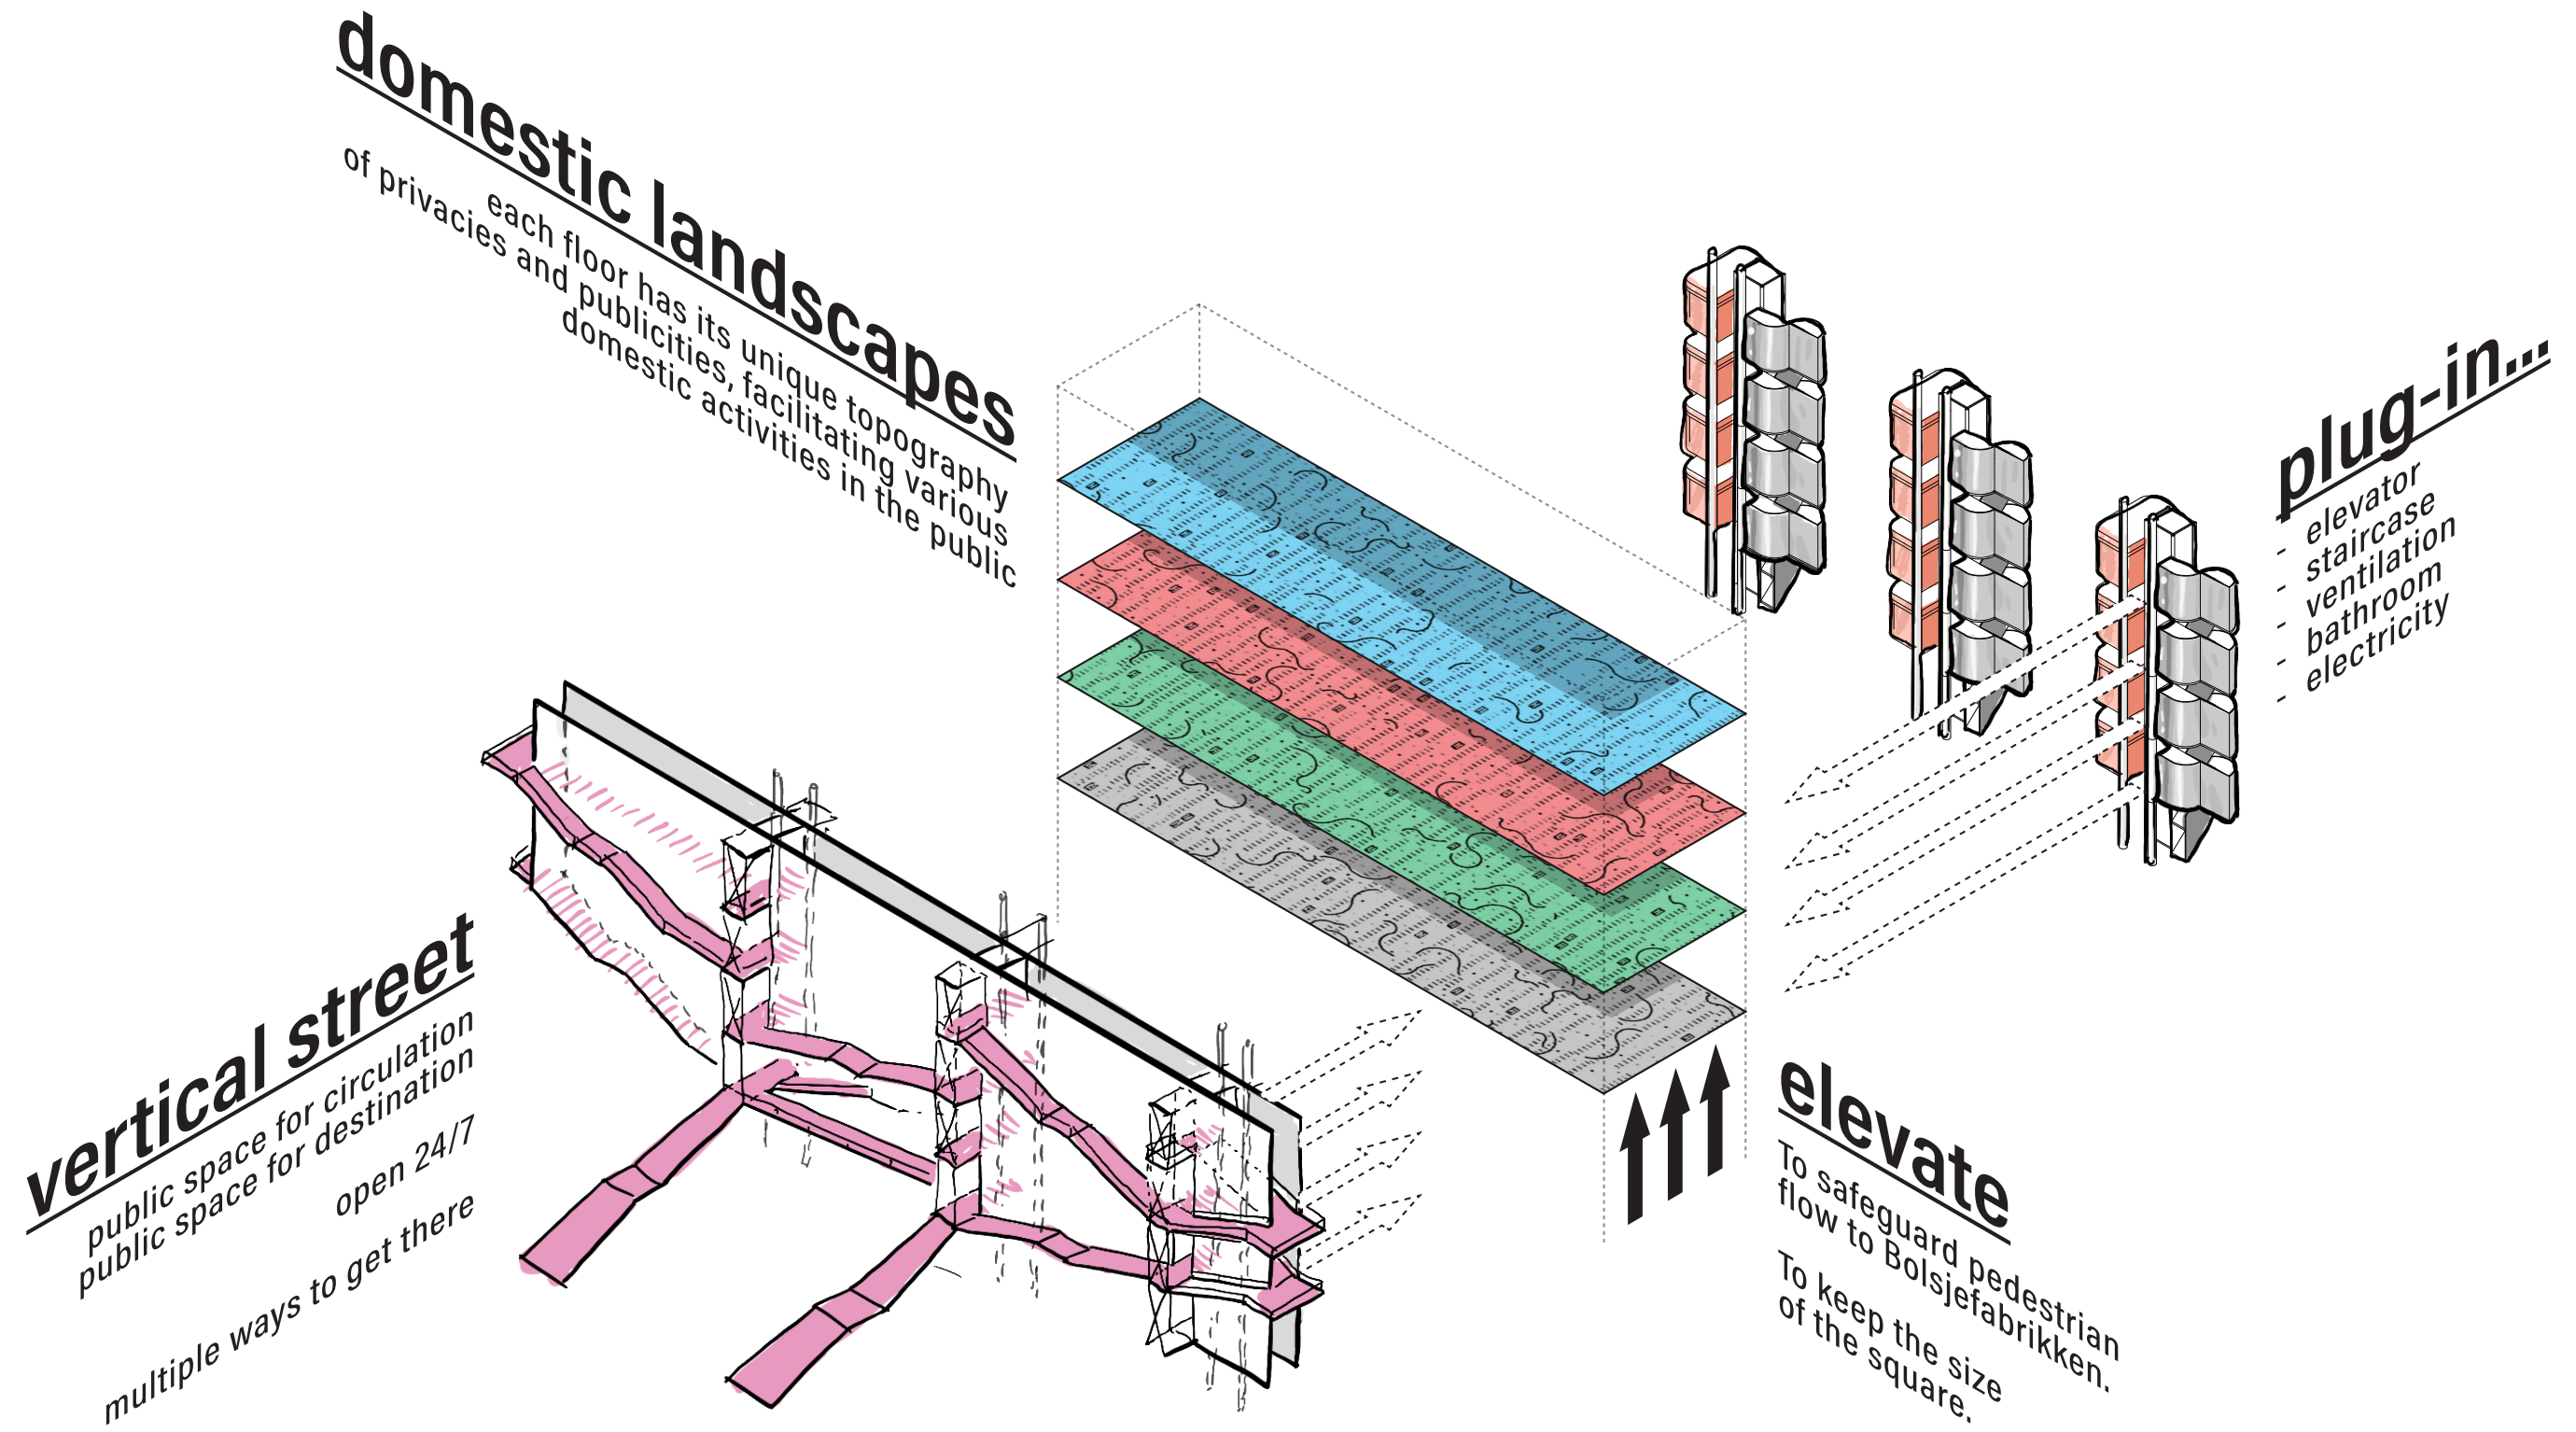 domestic landscapes
each floor has its unique topography
of privacies and publicities, facilitating various
domestic activities in the public
plug-in...
- elevator
- staircase
- ventilation
- bathroom
- electricity
vertical street
public space for circulation
public space for destination
open 24/7
multiple ways to get there
elevate
To safeguard pedestrian
flow to Bolsjefabrikken.
To keep the size
of the square.